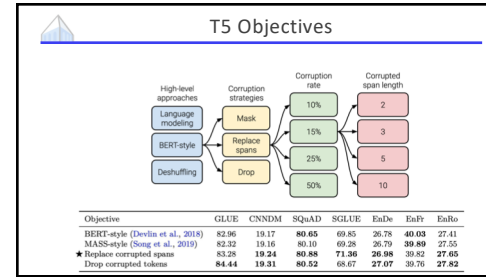 T5 Objectives
High-level approaches
Corruption strategies
Corruption rate
Corrupted span length
Language modeling
BERT-style
Deshuffling
Mask
Replace spans
Drop
10%
15%
25%
50%
2
3
5
10
Objective GLUE CNNDM SQuAD SGLUE EnDe EnFr EnRo
BERT-style (Devlin et al., 2018) 82.96 19.17 80.65 69.85 26.78 40.03 27.41
MASS-style (Song et al., 2019) 82.32 19.16 80.10 69.28 26.79 39.89 27.55
★ Replace corrupted spans 83.28 19.24 80.88 71.36 26.98 39.82 27.65
Drop corrupted tokens 84.44 19.31 80.52 68.67 27.07 39.76 27.82